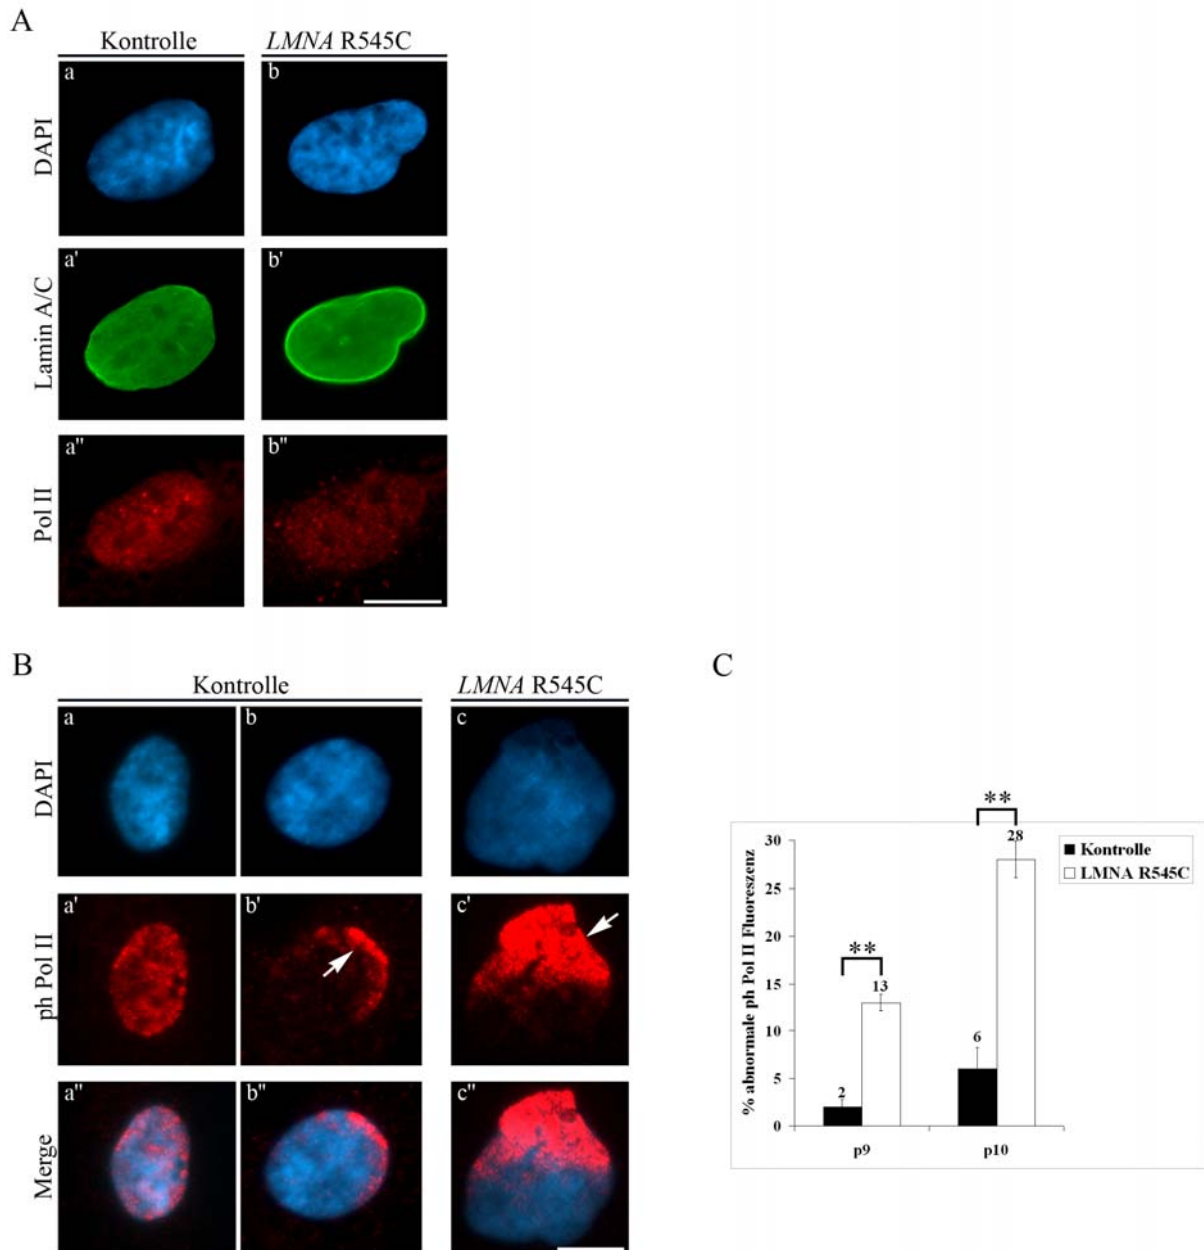 A
Kontrolle LMNA R545C
a b
DAPI
a' b'
Lamin A/C
a" b"
Pol II
B
Kontrolle LMNA R545C
a b c
DAPI
a' b' c'
ph Pol II
a" b" c"
Merge
C
% abnormale ph Pol II Fluoreszenz
30
25
20
15
10
5
0
** **
2 13 6 28
p9 p10
Kontrolle
LMNA R545C